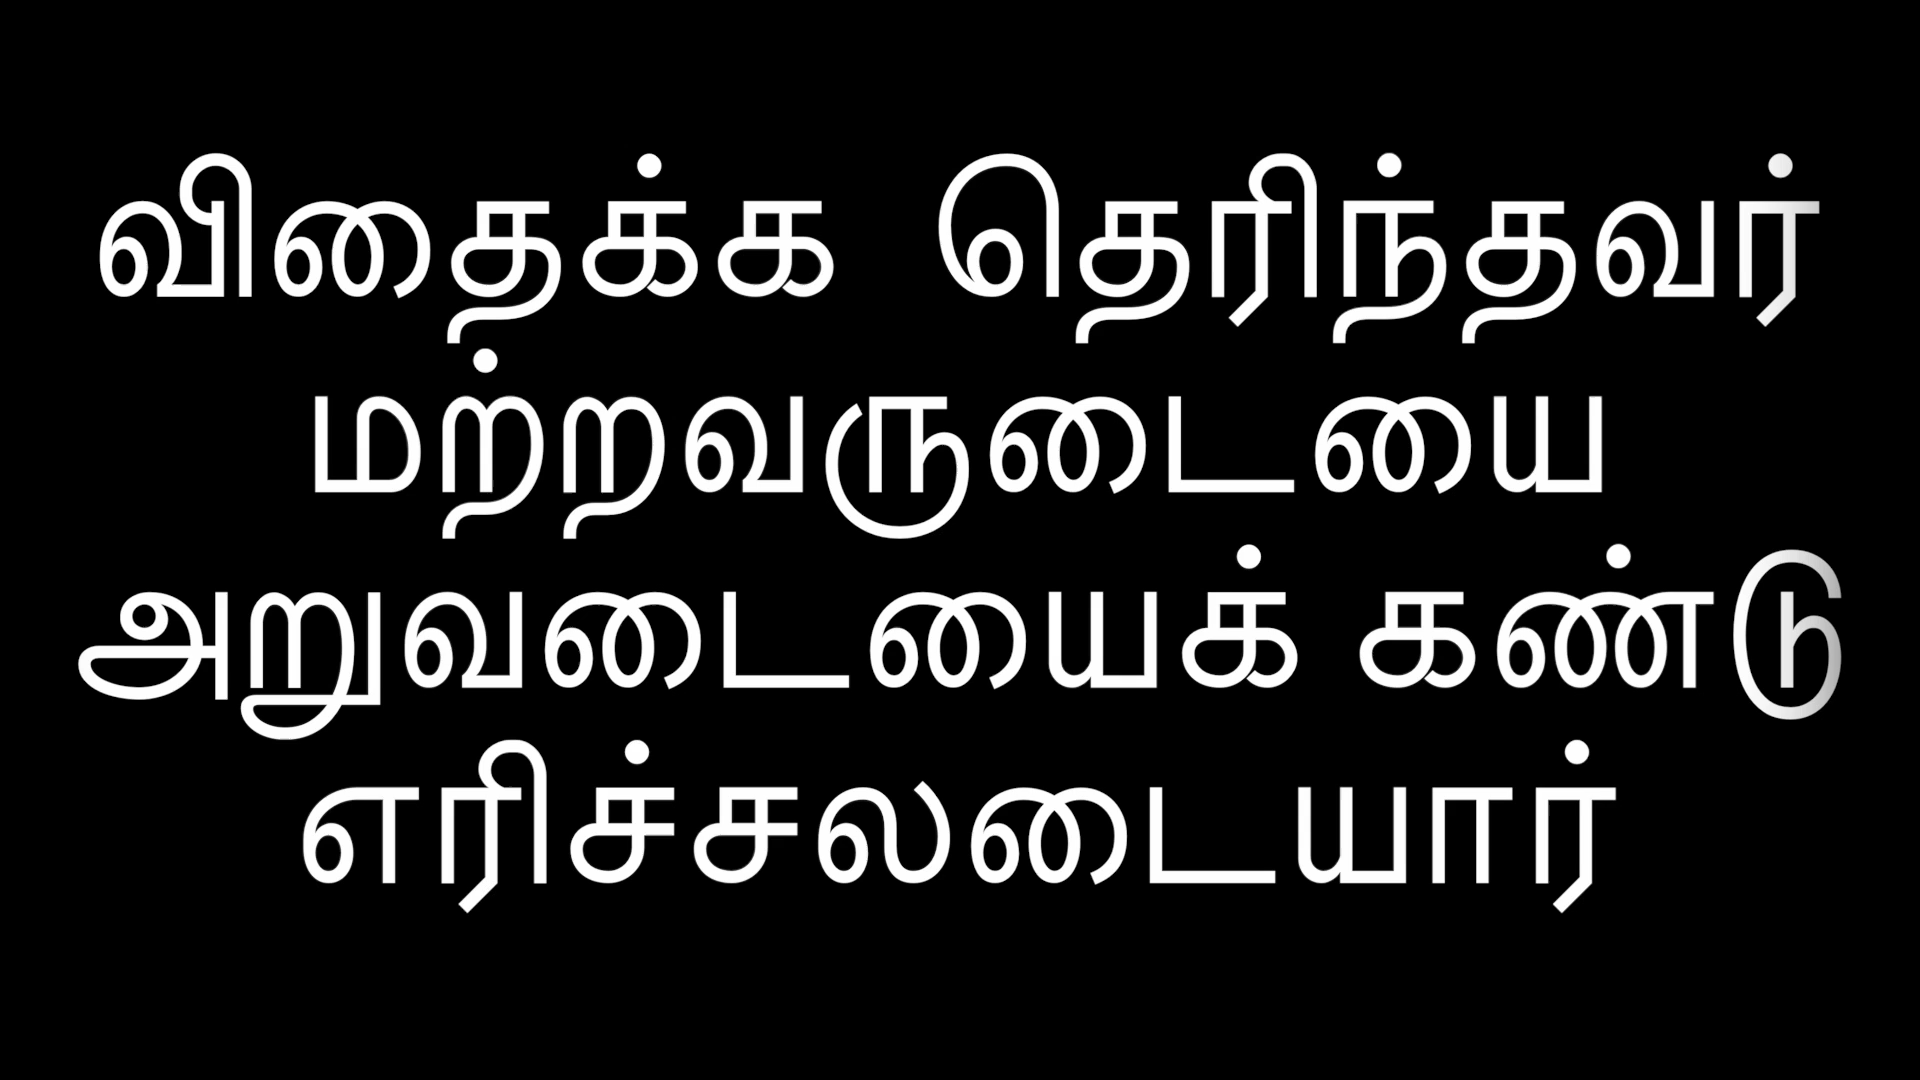 விதைக்க தெரிந்தவர்
மற்றவருடையை
அறுவடையைக் கண்டு
எரிச்சலடையார்